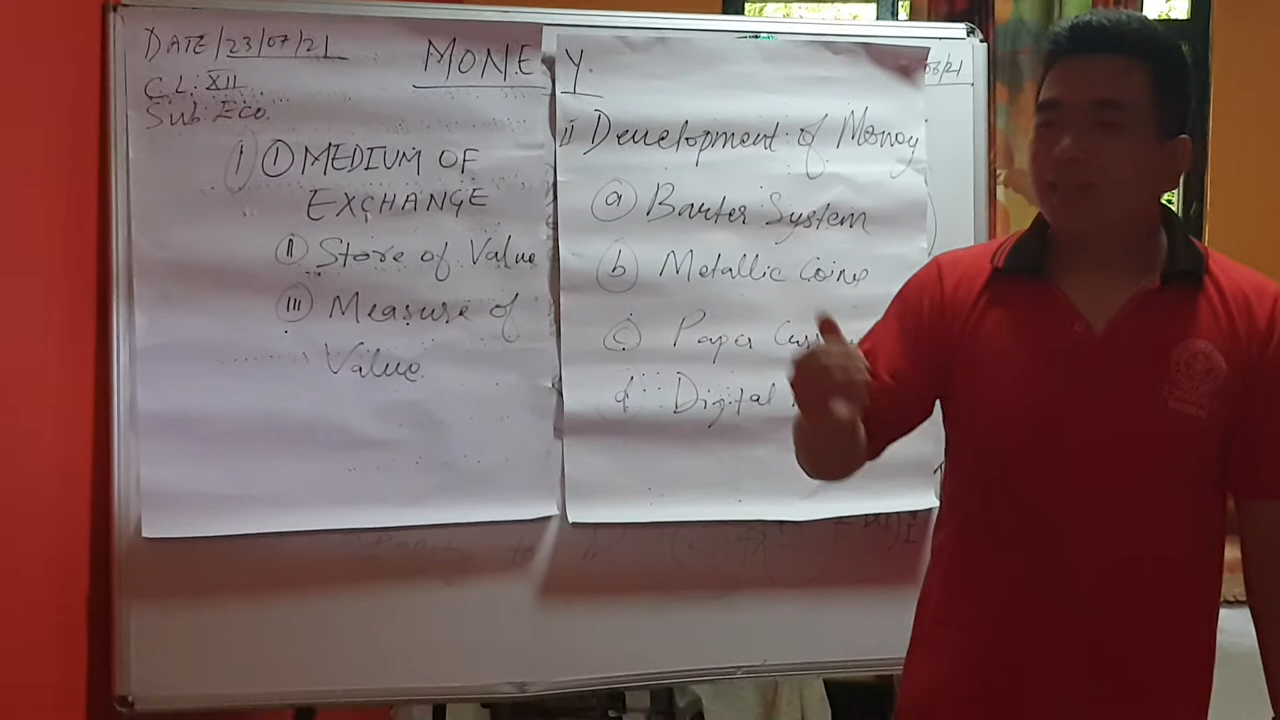 DATE/23/07/21
CL: XII
Sub: Eco.
MONEY
I (I) MEDIUM OF
EXCHANGE
(II) Store of Value
(III) Measure of
Value
II Development of Money
(a) Barter System
(b) Metallic Coins
(c) Paper
(d) Digital